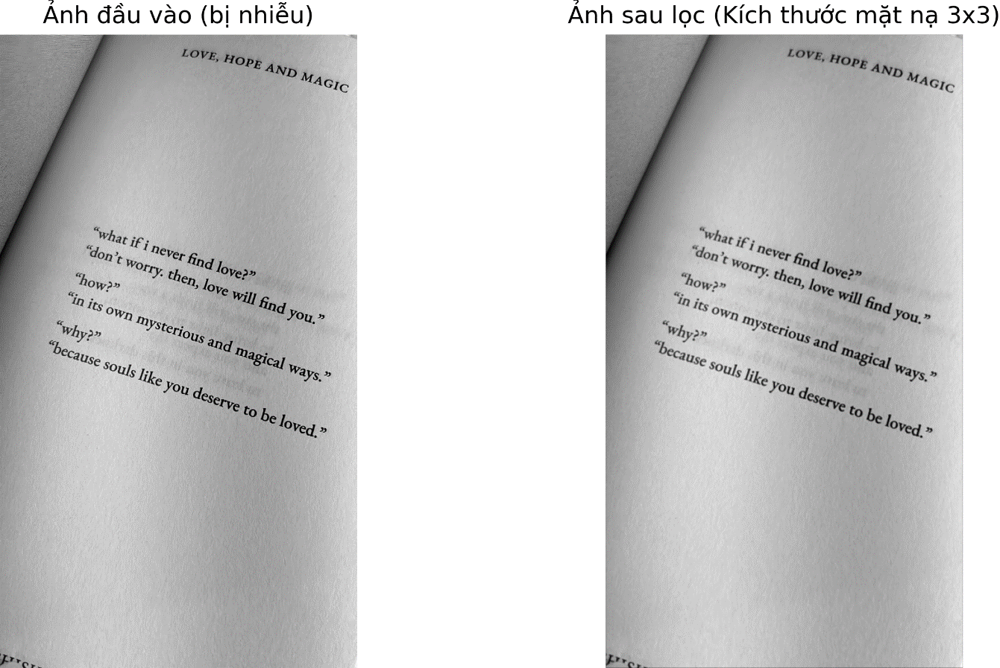 Ảnh đầu vào (bị nhiễu)
LOVE, HOPE AND MAGIC
“what if i never find love?”
“don’t worry. then, love will find you.”
“how?”
“in its own mysterious and magical ways.”
“why?”
“because souls like you deserve to be loved.”
Ảnh sau lọc (Kích thước mặt nạ 3x3)
LOVE, HOPE AND MAGIC
“what if i never find love?”
“don’t worry. then, love will find you.”
“how?”
“in its own mysterious and magical ways.”
“why?”
“because souls like you deserve to be loved.”